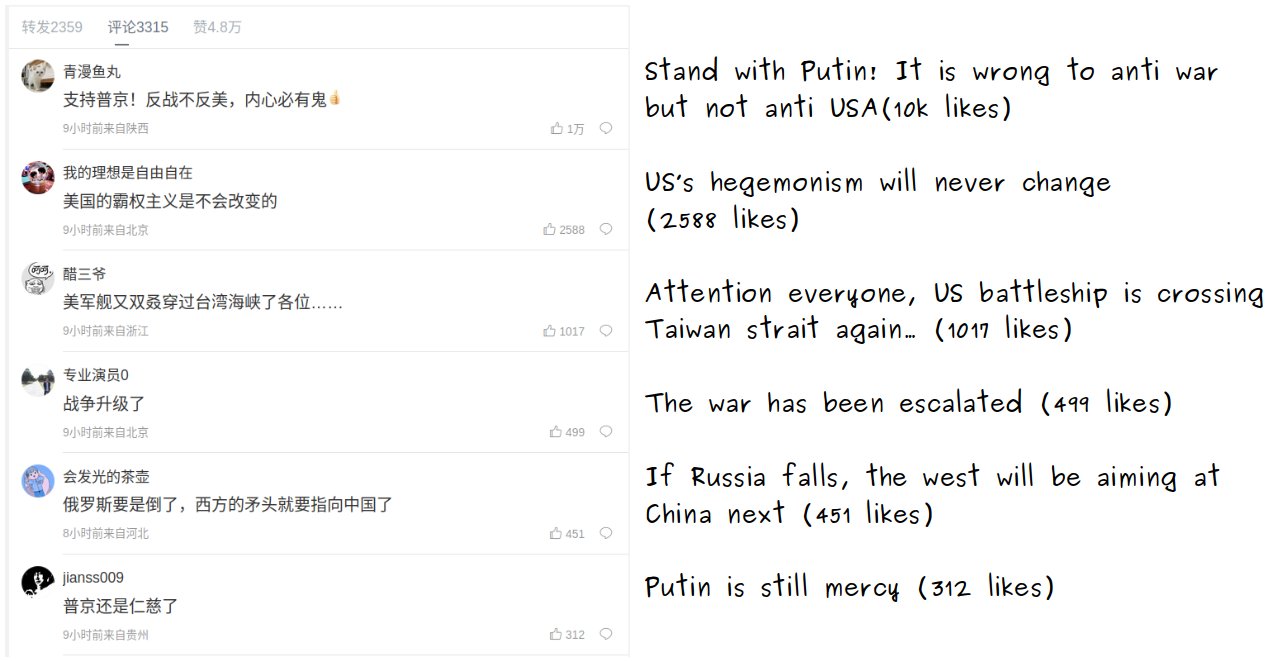 转发2359 评论3315 赞4.8万
青漫鱼丸
支持普京！反战不反美，内心必有鬼👍
9小时前来自陕西 1万
我的理想是自由自在
美国的霸权主义是不会改变的
9小时前来自北京 2588
呵呵
醋三爷
美军舰又双叒穿过台湾海峡了各位……
9小时前来自浙江 1017
专业演员0
战争升级了
9小时前来自北京 499
会发光的茶壶
俄罗斯要是倒了，西方的矛头就要指向中国了
8小时前来自河北 451
jianss009
普京还是仁慈了
9小时前来自贵州 312
Stand with Putin! It is wrong to anti war
but not anti USA(10k likes)
US's hegemonism will never change
(2588 likes)
Attention everyone, US battleship is crossing
Taiwan strait again… (1017 likes)
The war has been escalated (499 likes)
If Russia falls, the west will be aiming at
China next (451 likes)
Putin is still mercy (312 likes)